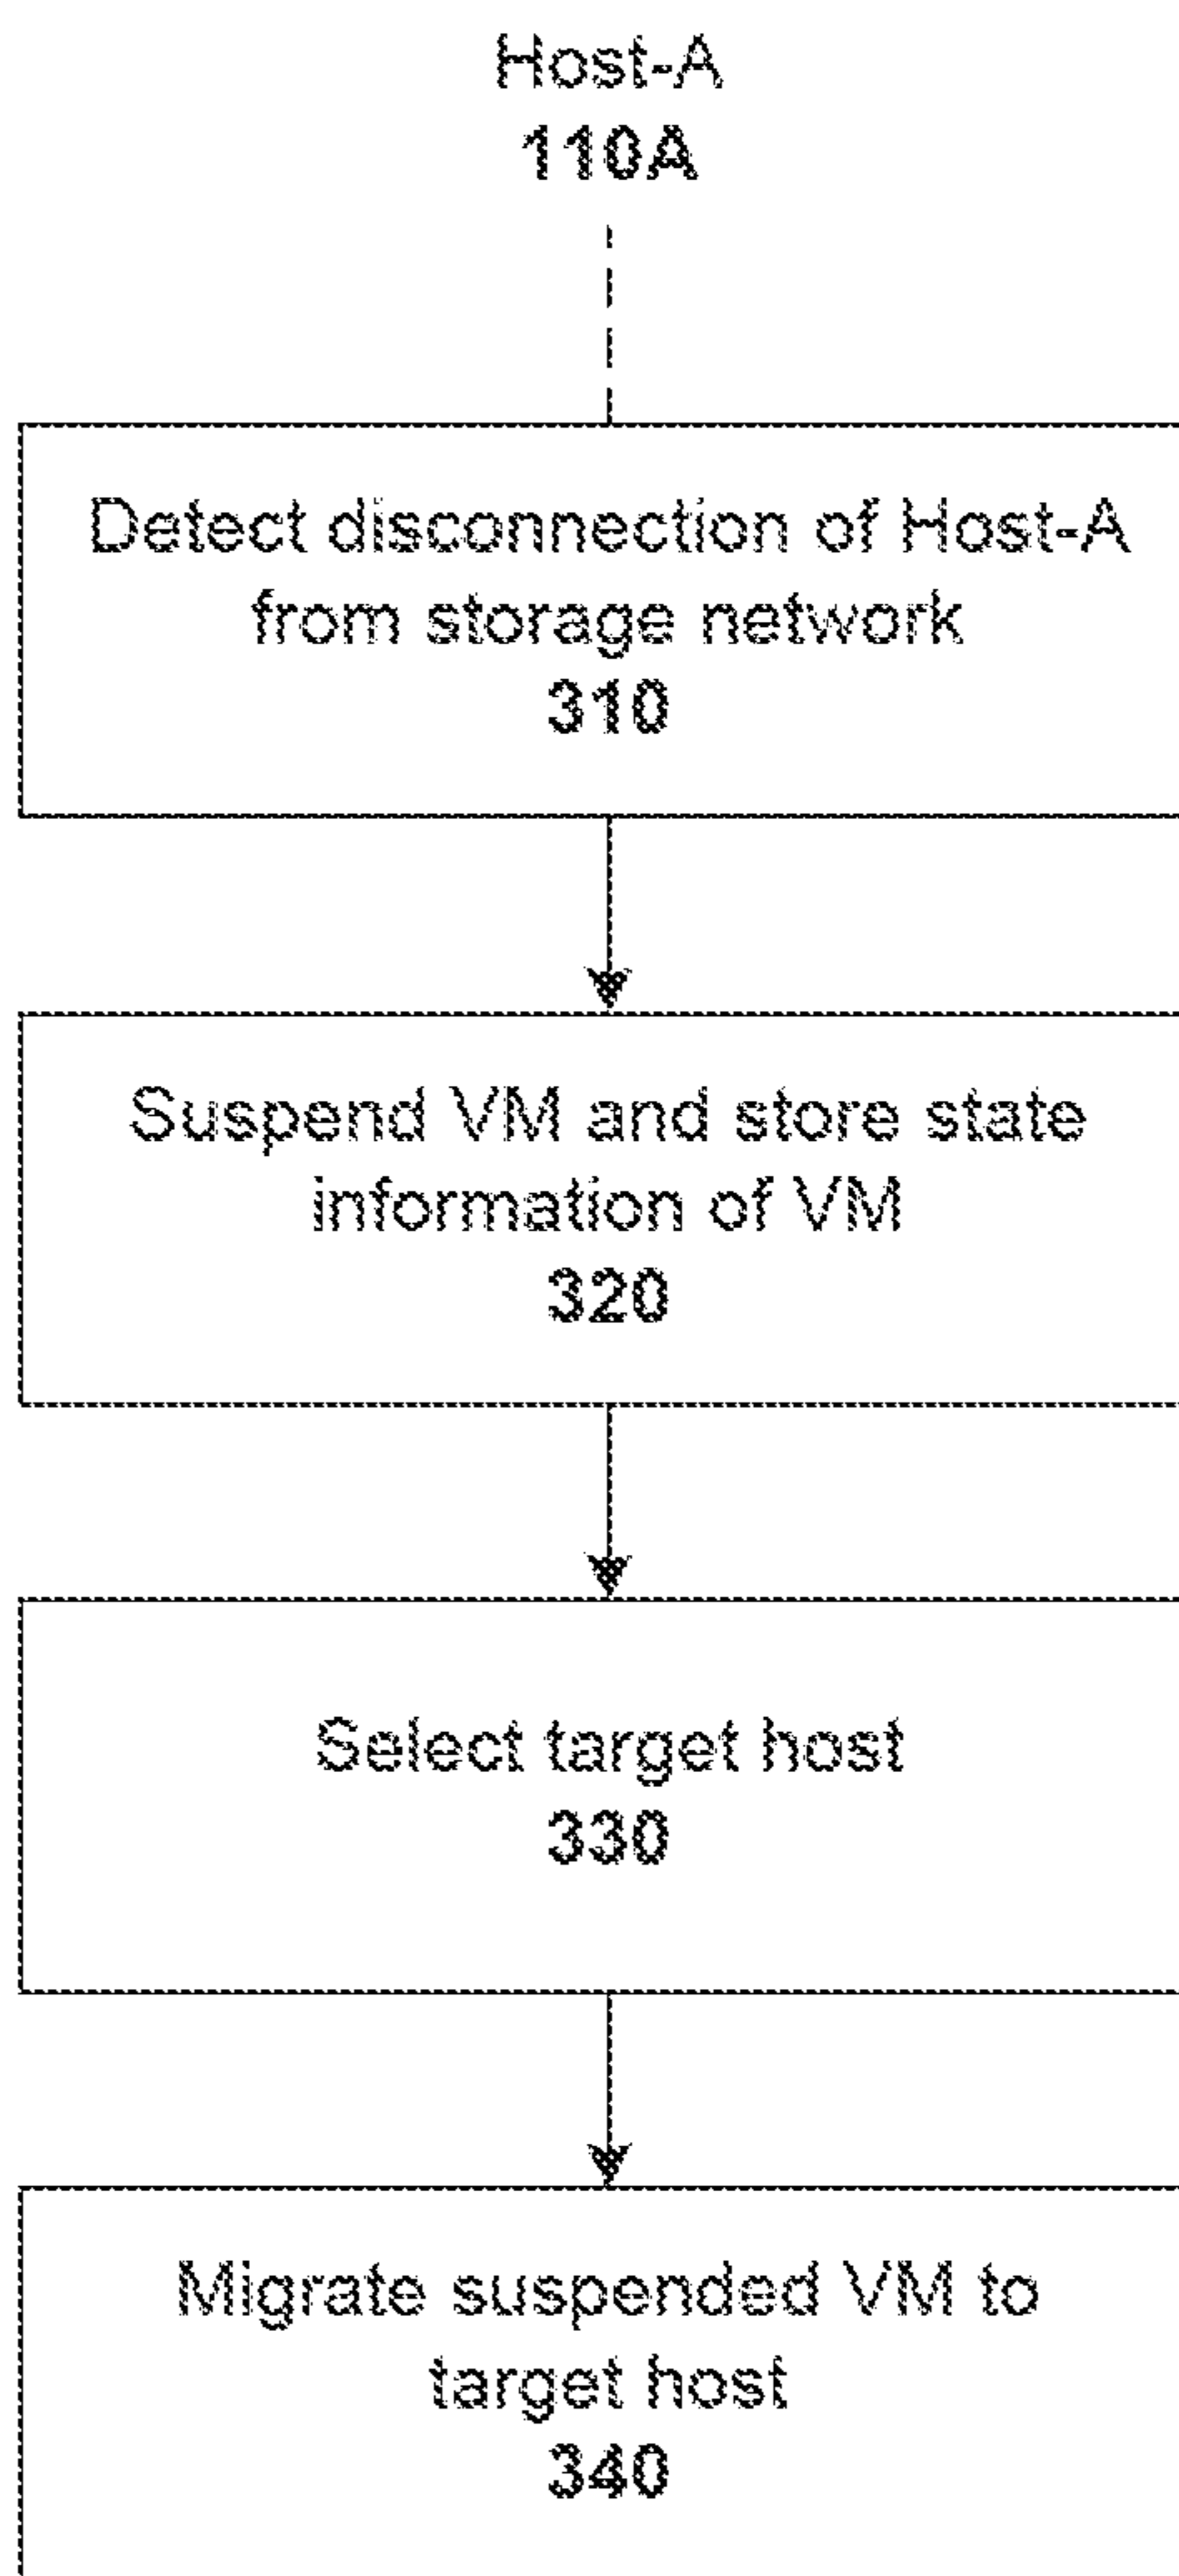 Host-A
110A
Detect disconnection of Host-A
from storage network
310
Suspend VM and store state
information of VM
320
Select target host
330
Migrate suspended VM to
target host
340